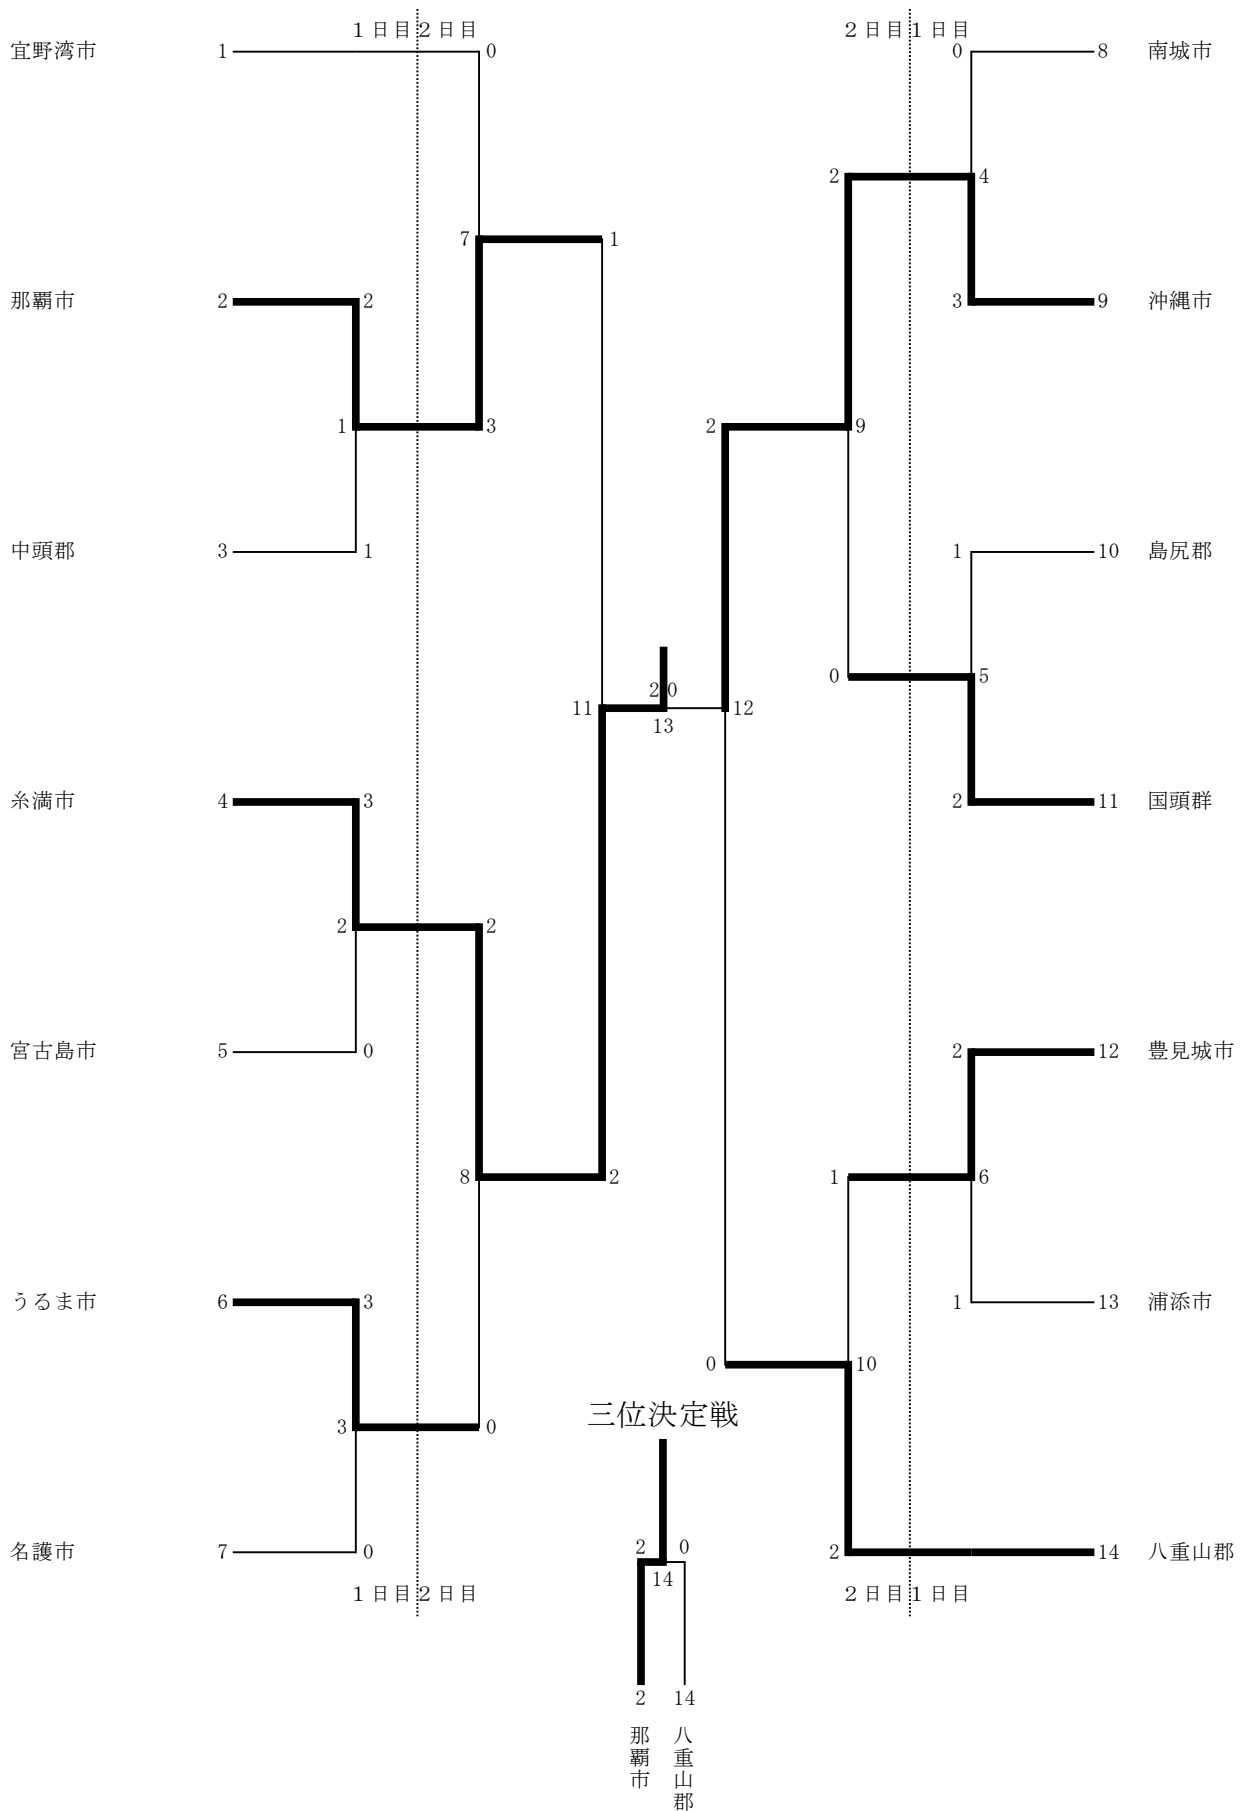 1日目 2日目 2日目 1日目
宜野湾市 1 0 0 8 南城市
2 4
7 1
那覇市 2 2 3 9 沖縄市
1 3 2 9
中頭郡 3 1 1 10 島尻郡
0 5
2 0
11 12
13
糸満市 4 3 2 11 国頭群
2 2
宮古島市 5 0 2 12 豊見城市
8 2 1 6
うるま市 6 3 1 13 浦添市
0 10
三位決定戦
3 0
2 0
名護市 7 0 2 14 八重山郡
14
1日目 2日目 2日目 1日目
2 14
那覇市
八重山郡